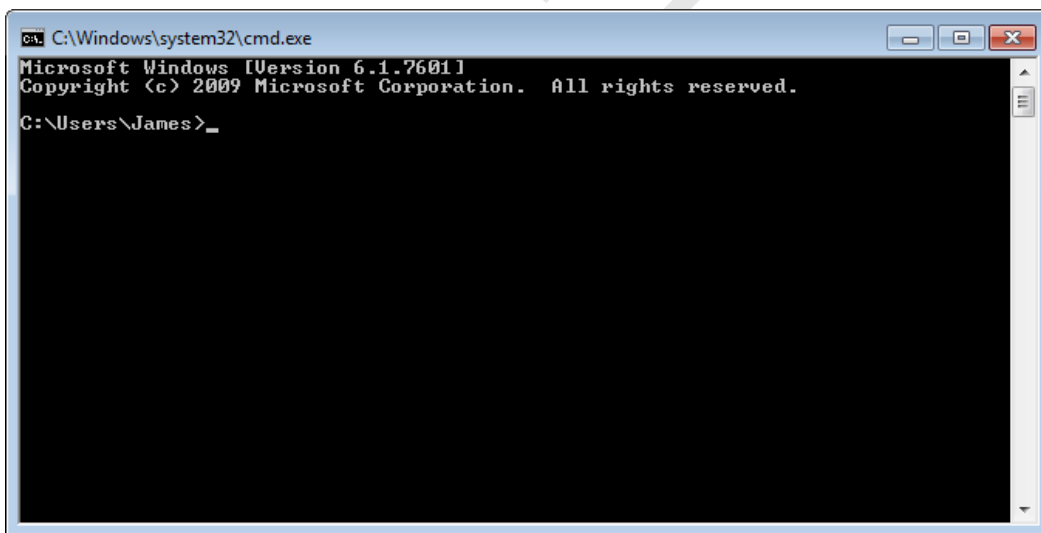 C:\Windows\system32\cmd.exe
Microsoft Windows [Version 6.1.7601]
Copyright (c) 2009 Microsoft Corporation.  All rights reserved.
C:\Users\James>_